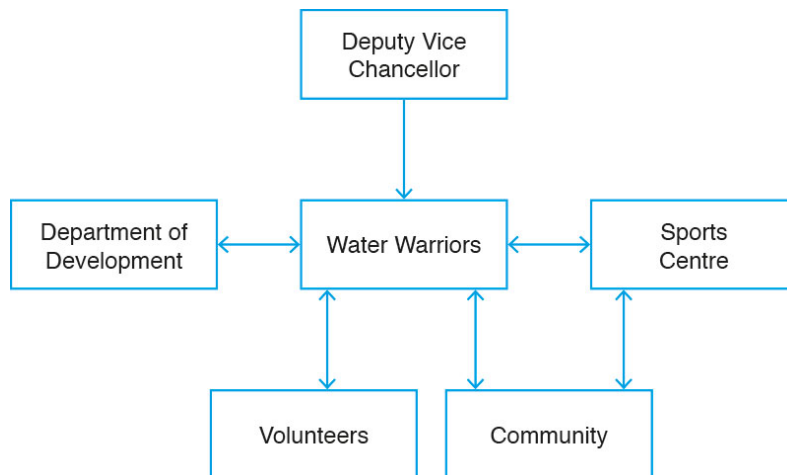 Deputy Vice
Chancellor
Department of
Development
Water Warriors
Sports
Centre
Volunteers
Community